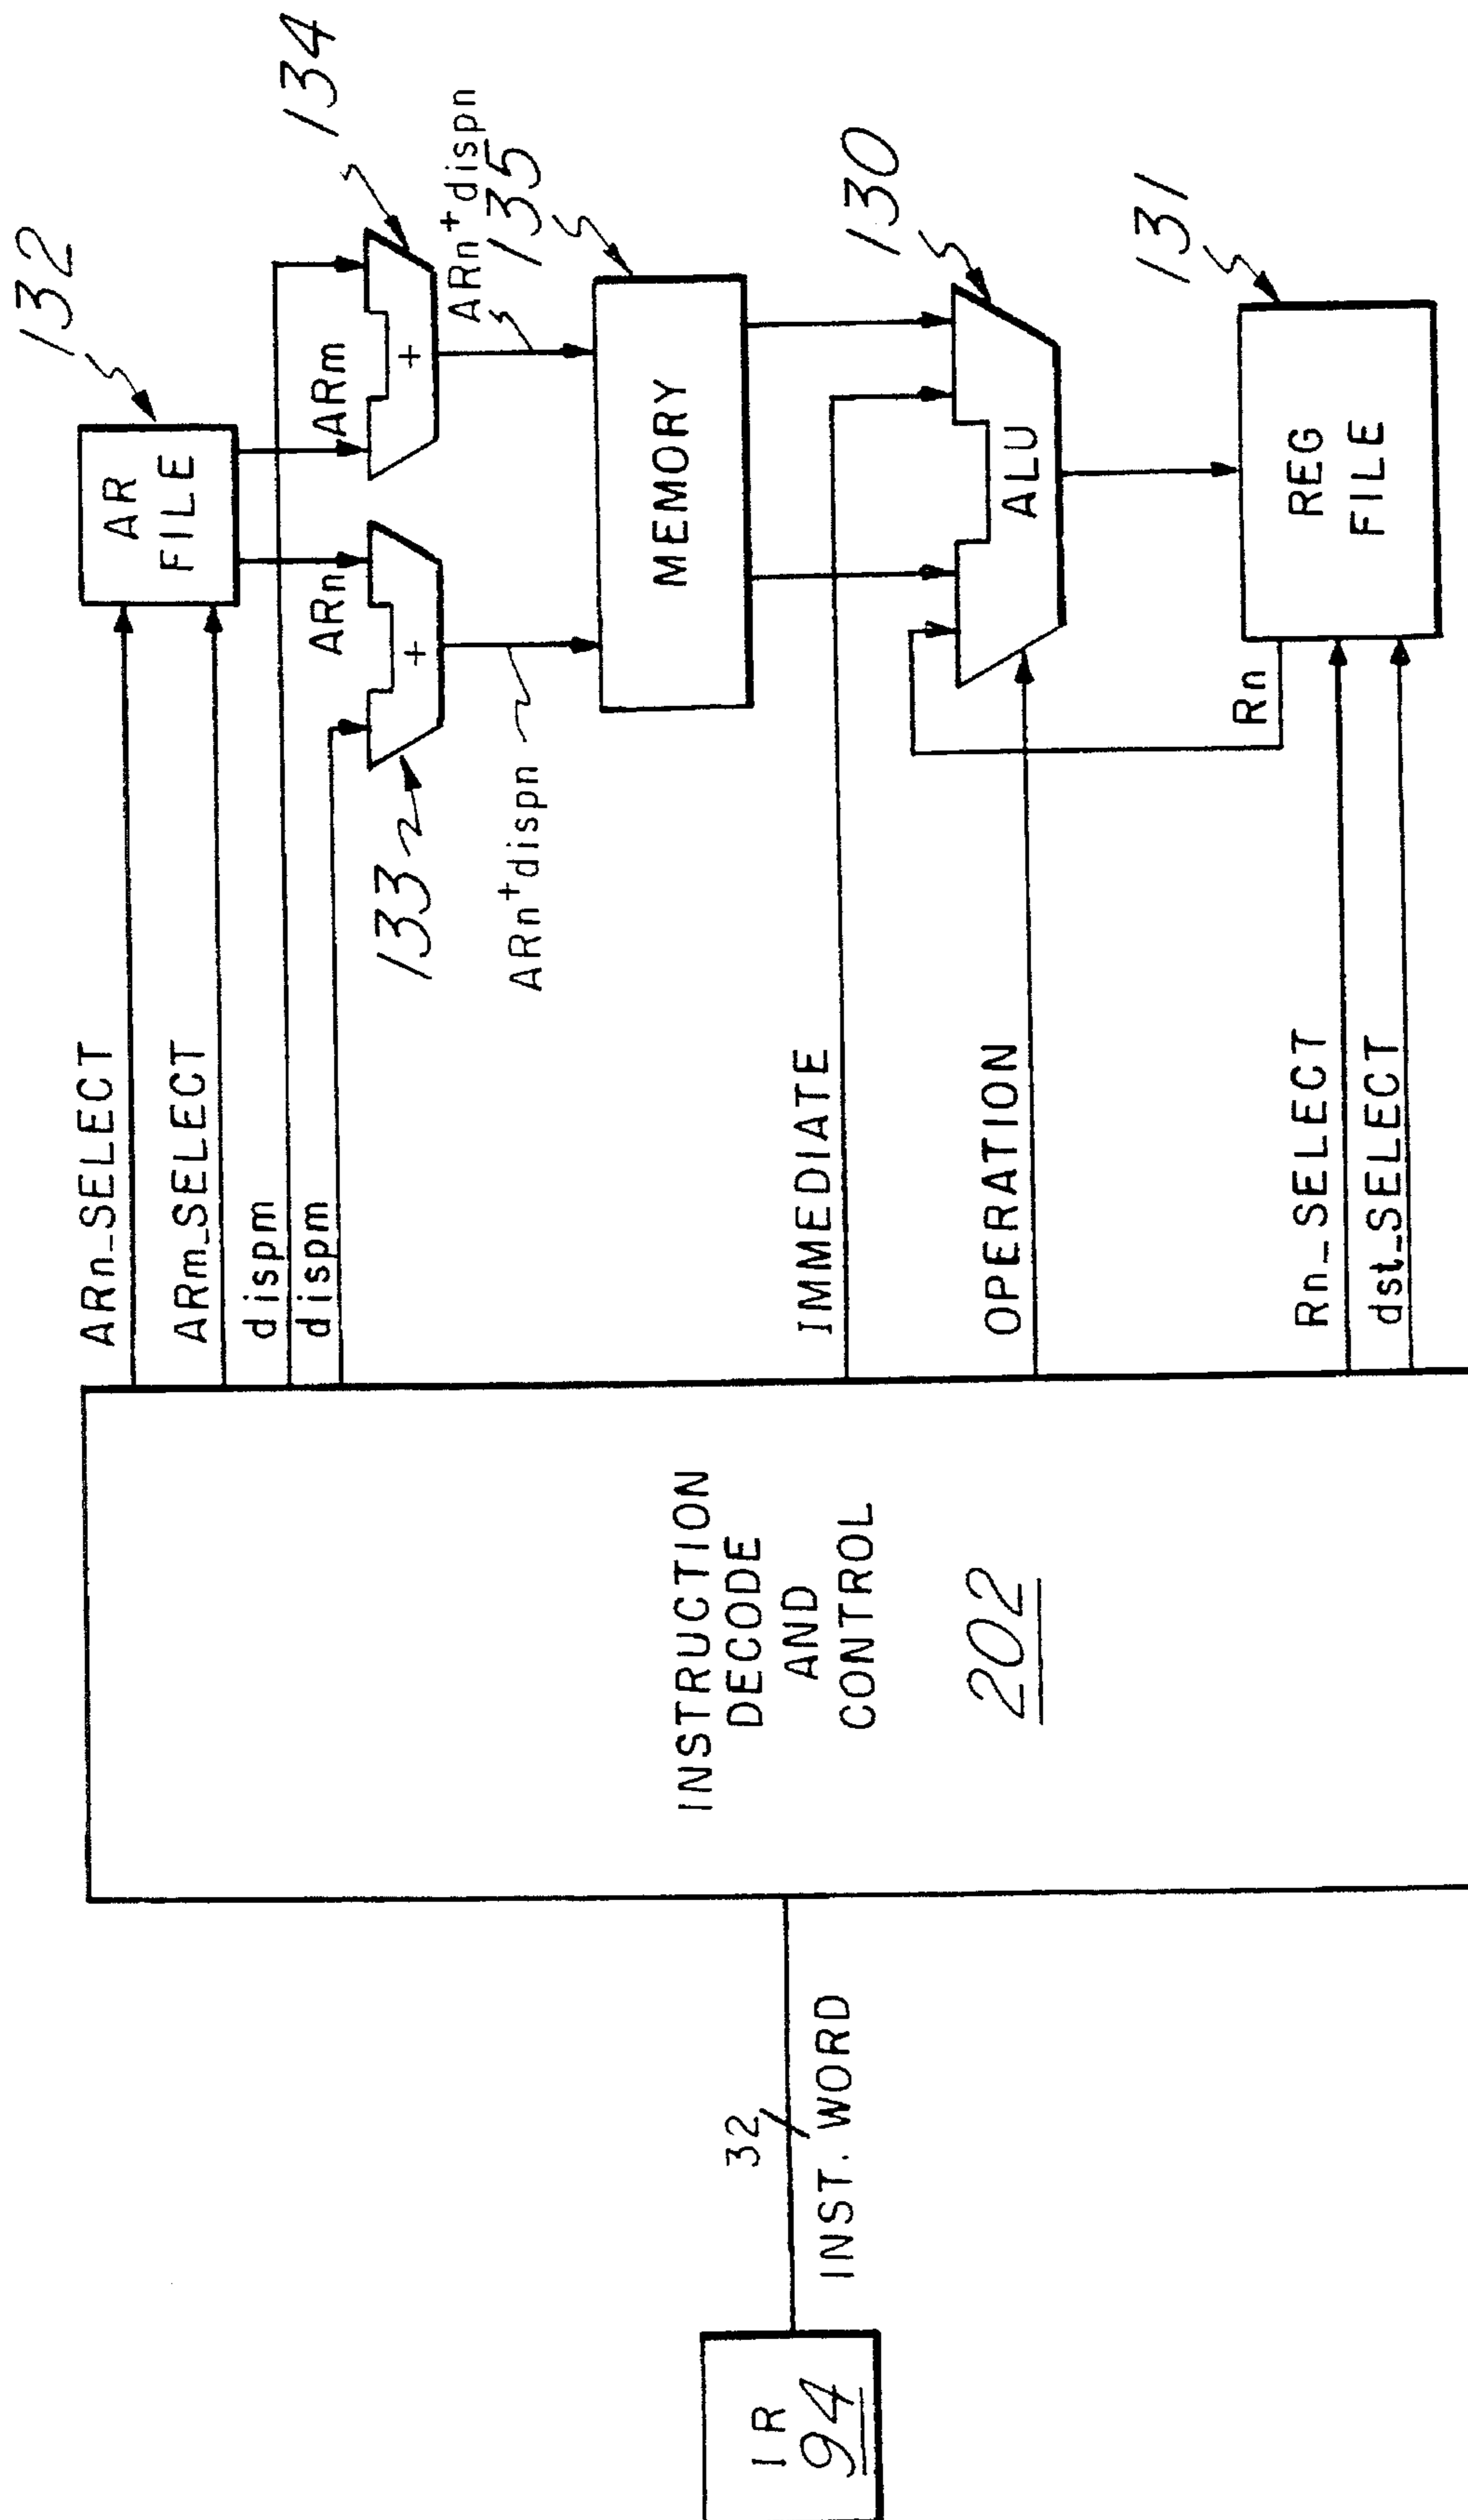 IR
94
32
INST. WORD
INSTRUCTION
DECODE
AND
CONTROL
202
ARn_SELECT
ARm_SELECT
dispm
dispm
IMMEDIATE
OPERATION
Rn_SELECT
dst_SELECT
132
AR
FILE
ARn
ARm
134
+
+
133
ARn+dispn
ARn+dispn
135
MEMORY
130
ALU
131
Rn
REG
FILE